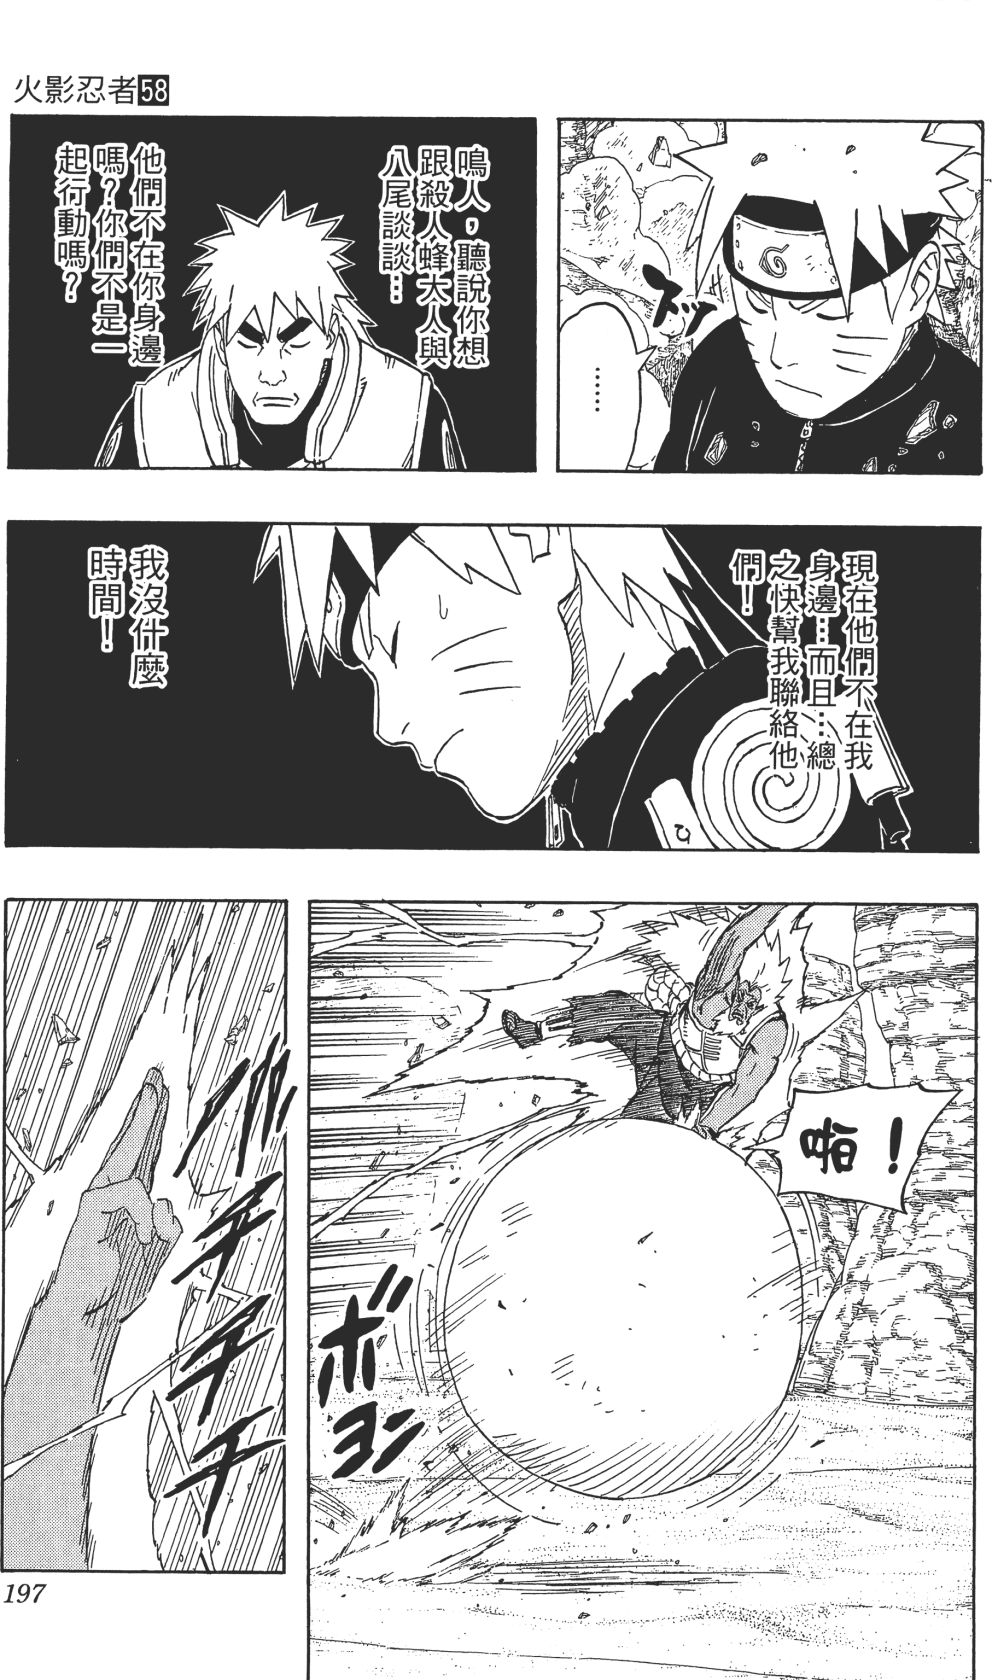 火影忍者58
……
ズッ
鳴人，聽說你想
跟殺人蜂大人與
八尾談談…
他們不在你身邊
嗎？你們不是一
起行動嗎？
現在他們不在我
身邊…而且…總
之快幫我聯絡他
們！
我沒什麼
時間！
啪！
ボヨン
バチチチ
197